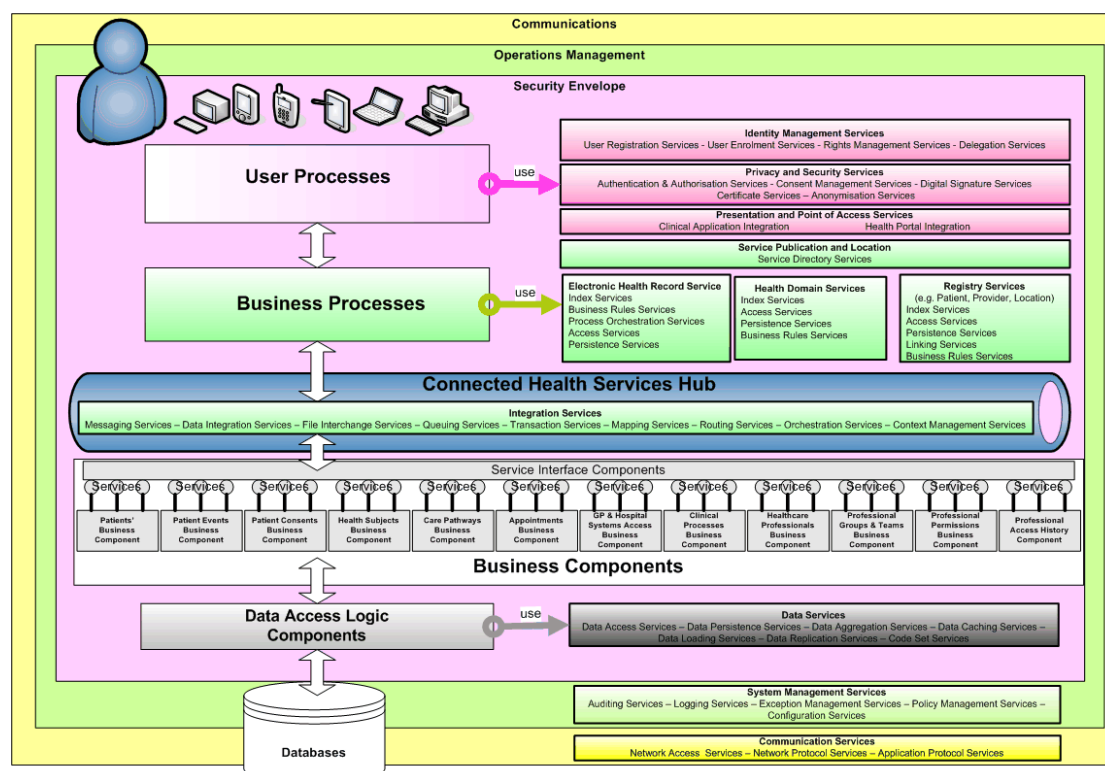 Communications
Operations Management
Security Envelope
Identity Management Services
User Registration Services - User Enrolment Services - Rights Management Services - Delegation Services
User Processes
use
Privacy and Security Services
Authentication & Authorisation Services - Consent Management Services - Digital Signature Services
Certificate Services – Anonymisation Services
Presentation and Point of Access Services
Clinical Application Integration Health Portal Integration
Service Publication and Location
Service Directory Services
Business Processes
use
Electronic Health Record Service
Index Services
Business Rules Services
Process Orchestration Services
Access Services
Persistence Services
Health Domain Services
Index Services
Access Services
Persistence Services
Business Rules Services
Registry Services
(e.g. Patient, Provider, Location)
Index Services
Access Services
Persistence Services
Linking Services
Business Rules Services
Connected Health Services Hub
Integration Services
Messaging Services – Data Integration Services – File Interchange Services – Queuing Services – Transaction Services – Mapping Services – Routing Services – Orchestration Services – Context Management Services
Service Interface Components
Services Services Services Services Services Services Services Services Services Services Services Services
Patients'
Business
Component
Patient Events
Business
Component
Patient Consents
Business
Component
Health Subjects
Business
Component
Care Pathways
Business
Component
Appointments
Business
Component
GP & Hospital
Systems Access
Business
Component
Clinical
Processes
Business
Component
Healthcare
Professionals
Business
Component
Professional
Groups & Teams
Business
Component
Professional
Permissions
Business
Component
Professional
Access History
Component
Business Components
Data Access Logic
Components
use
Data Services
Data Access Services – Data Persistence Services – Data Aggregation Services – Data Caching Services –
Data Loading Services – Data Replication Services – Code Set Services
System Management Services
Auditing Services – Logging Services – Exception Management Services – Policy Management Services –
Configuration Services
Databases
Communication Services
Network Access Services – Network Protocol Services – Application Protocol Services